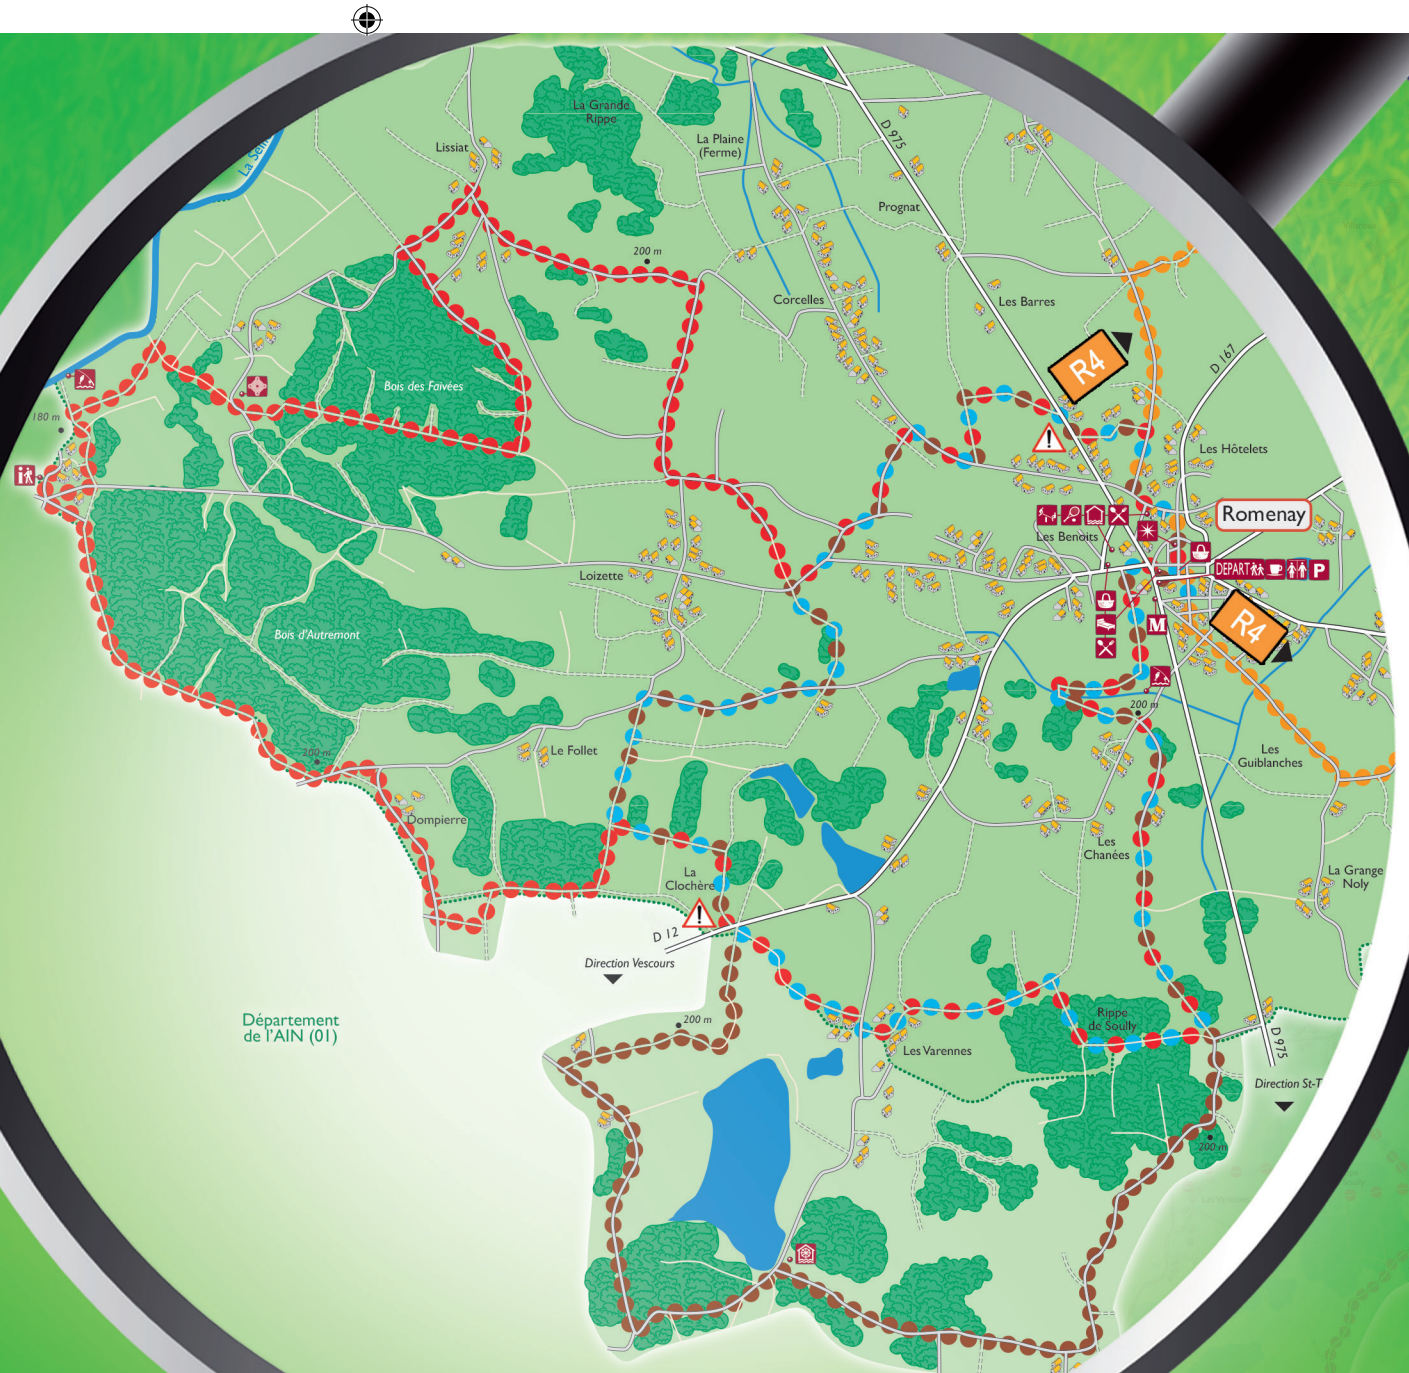 La Grande
Rippe
La Plaine
(Ferme)
D 975
Lissiat
Prognat
200 m
Corcelles
Les Barres
R4
D 167
Bois des Faivées
180 m
Les Hôtelets
Romenay
Les Benoits
DEPART
P
Loizette
R4
M
Bois d'Autremont
200 m
200 m
Le Follet
Les
Guiblanches
Dompierre
Les
Chanées
La
Clochère
La Grange
Noly
D 12
Direction Vescours
Département
de l'AIN (01)
200 m
Rippe
de Soully
Les Varennes
D 975
Direction St-T
200 m